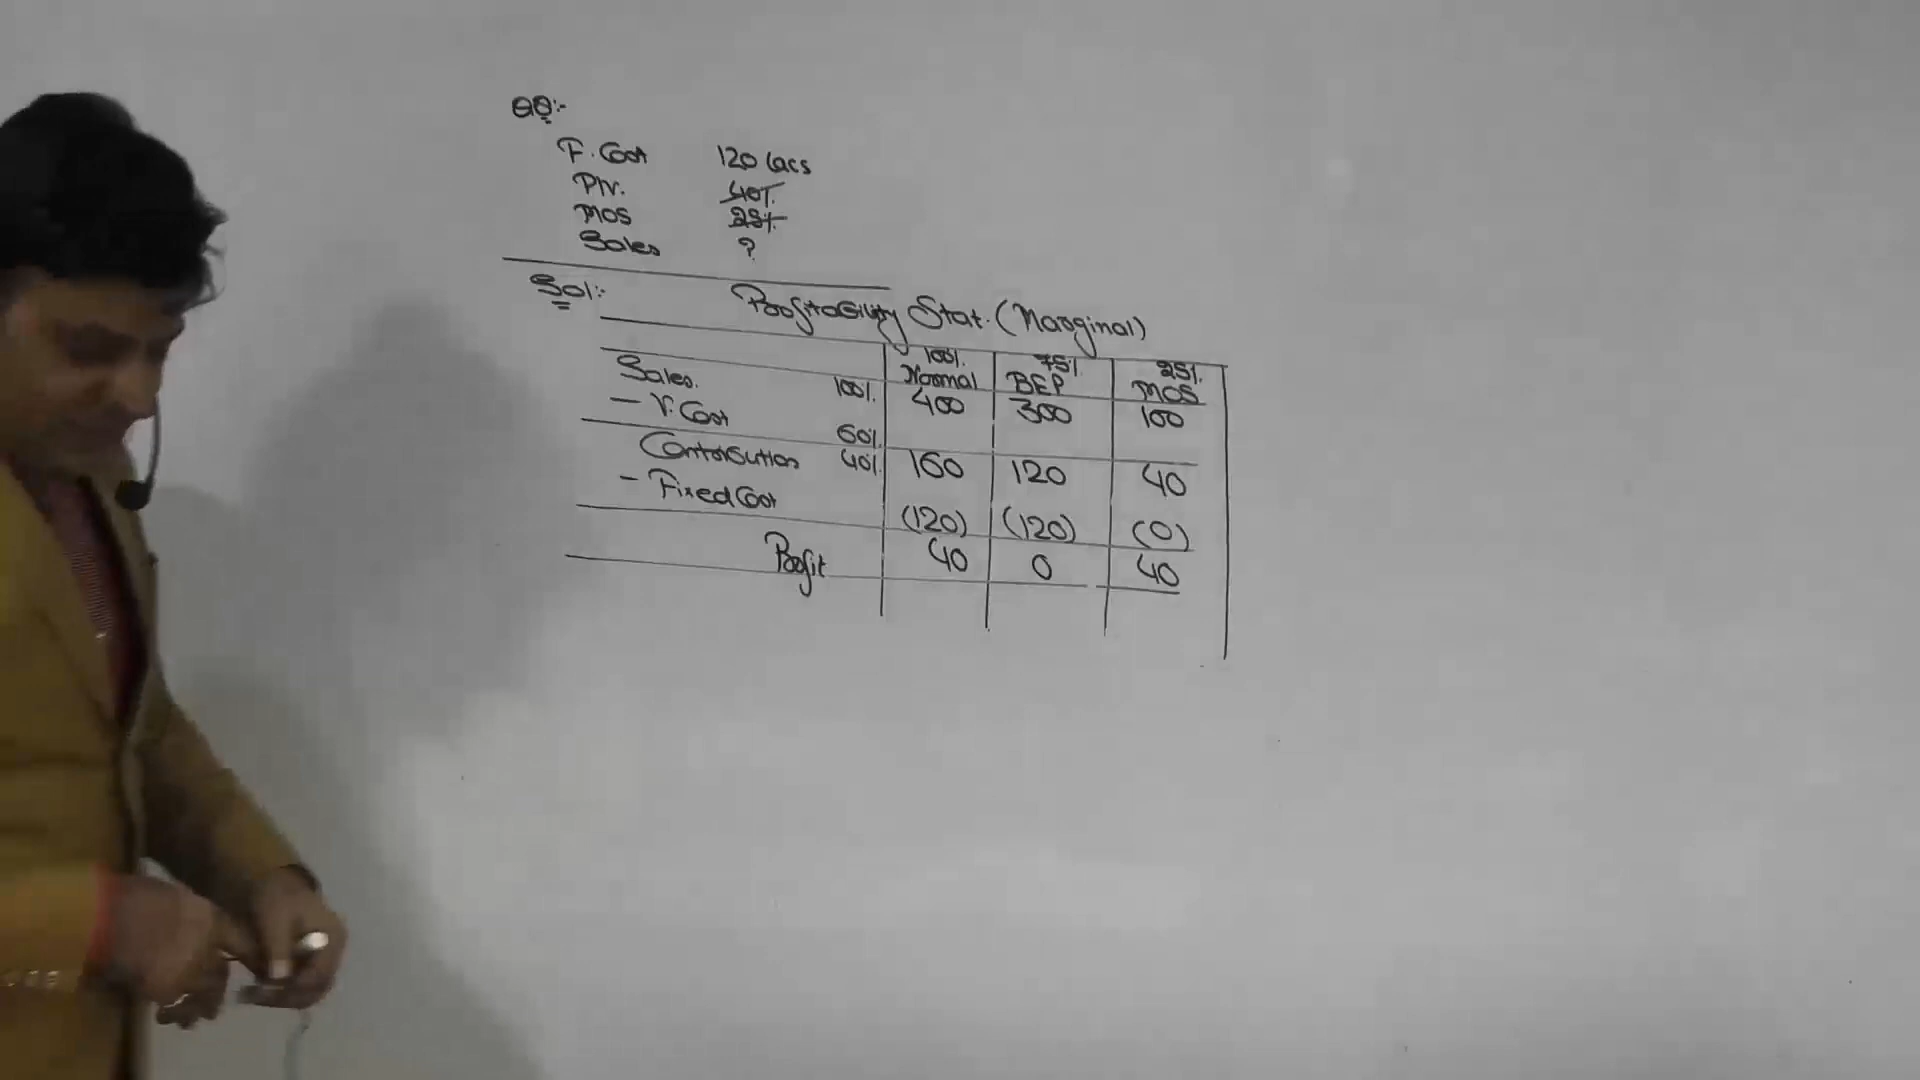 QQ:-
F. Cost 120 Lacs
P/V. 40%.
MOS 25%
Sales ?
Sol:- Profitability Stat. (Marginal)
100%. 75%. 25%.
Normal BEP MOS
Sales. 100%. 400 300 100
- V. Cost 60%.
Contribution 40%. 160 120 40
- Fixed Cost (120) (120) (0)
Profit 40 0 40